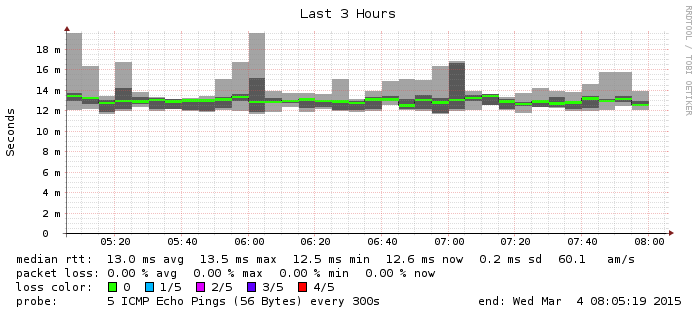 Last 3 Hours
RRDTOOL / TOBI OETIKER
Seconds
18 m
16 m
14 m
12 m
10 m
8 m
6 m
4 m
2 m
0
05:20 05:40 06:00 06:20 06:40 07:00 07:20 07:40 08:00
median rtt: 13.0 ms avg 13.5 ms max 12.5 ms min 12.6 ms now 0.2 ms sd 60.1 am/s
packet loss: 0.00 % avg 0.00 % max 0.00 % min 0.00 % now
loss color: 0 1/5 2/5 3/5 4/5
probe: 5 ICMP Echo Pings (56 Bytes) every 300s end: Wed Mar 4 08:05:19 2015